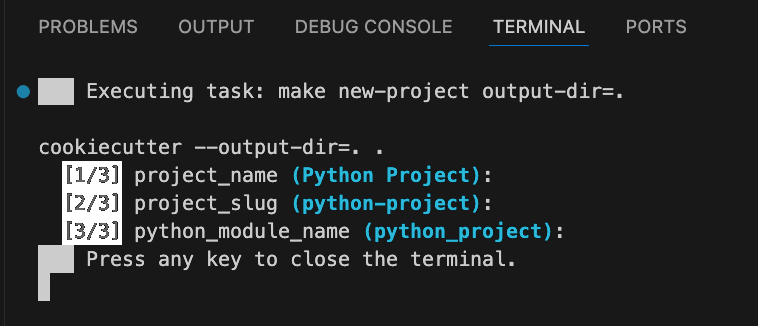 PROBLEMS OUTPUT DEBUG CONSOLE TERMINAL PORTS
Executing task: make new-project output-dir=.
cookiecutter --output-dir=. .
[1/3] project_name (Python Project):
[2/3] project_slug (python-project):
[3/3] python_module_name (python_project):
Press any key to close the terminal.